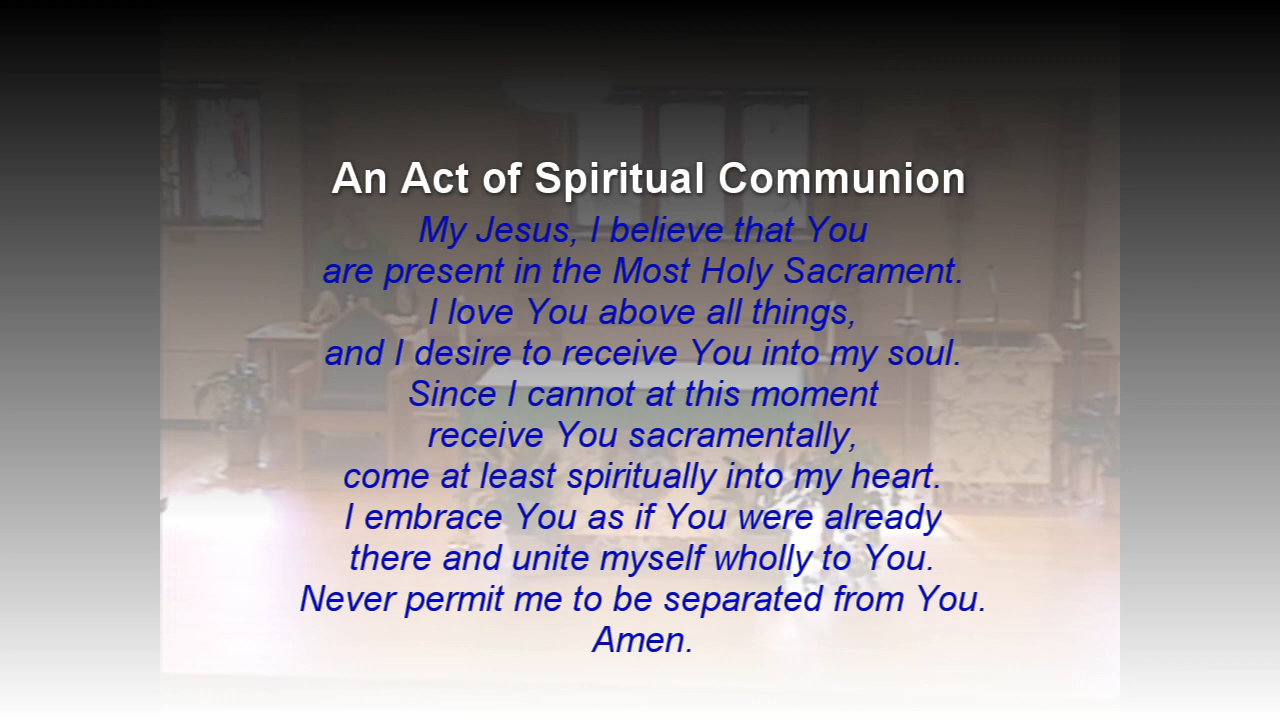 An Act of Spiritual Communion
My Jesus, I believe that You
are present in the Most Holy Sacrament.
I love You above all things,
and I desire to receive You into my soul.
Since I cannot at this moment
receive You sacramentally,
come at least spiritually into my heart.
I embrace You as if You were already
there and unite myself wholly to You.
Never permit me to be separated from You.
Amen.